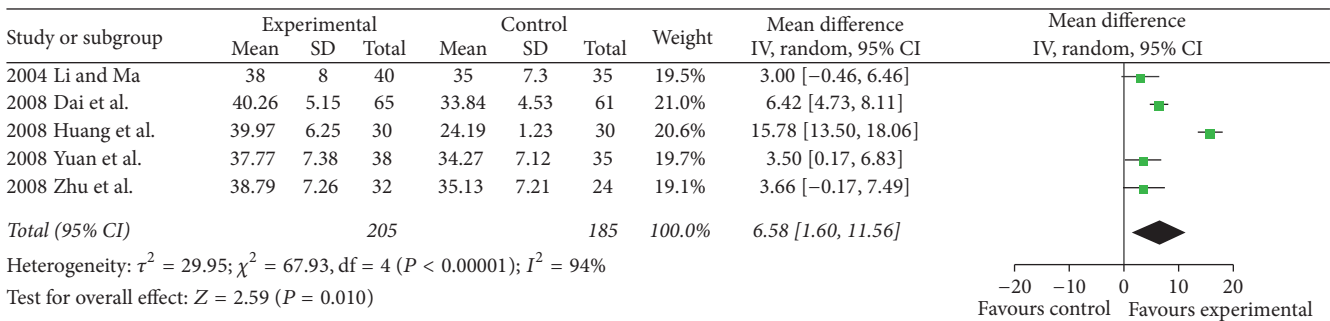 Study or subgroup Experimental Control Weight Mean difference Mean difference
Mean SD Total Mean SD Total IV, random, 95% CI IV, random, 95% CI
2004 Li and Ma 38 8 40 35 7.3 35 19.5% 3.00 [−0.46, 6.46]
2008 Dai et al. 40.26 5.15 65 33.84 4.53 61 21.0% 6.42 [4.73, 8.11]
2008 Huang et al. 39.97 6.25 30 24.19 1.23 30 20.6% 15.78 [13.50, 18.06]
2008 Yuan et al. 37.77 7.38 38 34.27 7.12 35 19.7% 3.50 [0.17, 6.83]
2008 Zhu et al. 38.79 7.26 32 35.13 7.21 24 19.1% 3.66 [−0.17, 7.49]
Total (95% CI) 205 185 100.0% 6.58 [1.60, 11.56]
Heterogeneity: τ² = 29.95; χ² = 67.93, df = 4 (P < 0.00001); I² = 94%
Test for overall effect: Z = 2.59 (P = 0.010)
−20 −10 0 10 20
Favours control Favours experimental